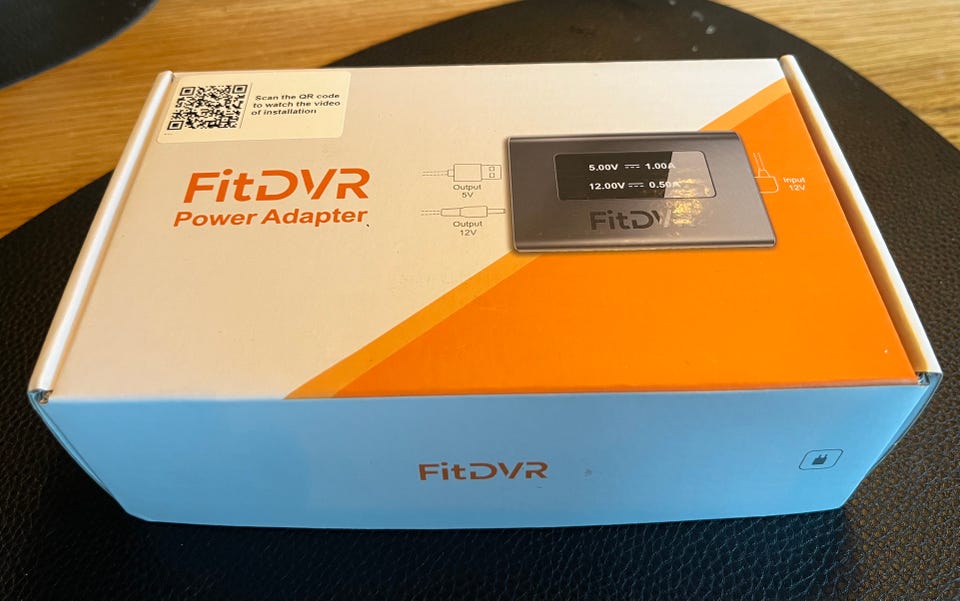 Scan the QR code
to watch the video
of installation
FitDVR
Power Adapter
Output
5V
Output
12V
5.00V ⎓ 1.00A
12.00V ⎓ 0.50A
FitDVR
Input
12V
FitDVR